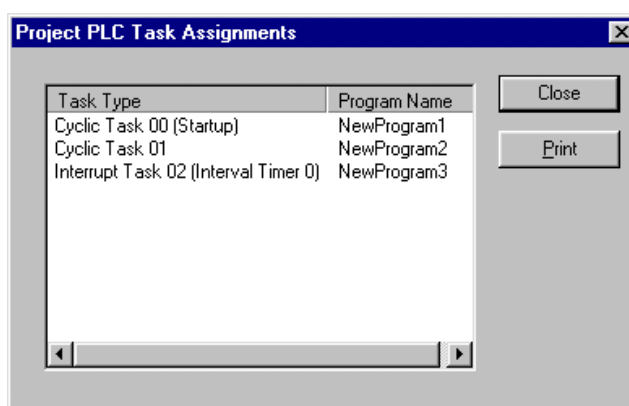 Project PLC Task Assignments
Task Type Program Name
Cyclic Task 00 (Startup) NewProgram1
Cyclic Task 01 NewProgram2
Interrupt Task 02 (Interval Timer 0) NewProgram3
Close
Print